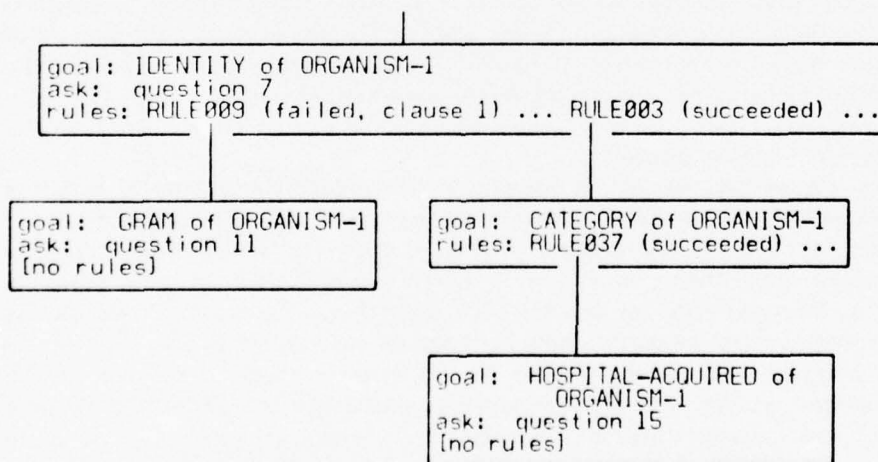 goal: IDENTITY of ORGANISM-1
ask: question 7
rules: RULE009 (failed, clause 1) ... RULE003 (succeeded) ...
goal: GRAM of ORGANISM-1
ask: question 11
[no rules]
goal: CATEGORY of ORGANISM-1
rules: RULE037 (succeeded) ...
goal: HOSPITAL-ACQUIRED of
ORGANISM-1
ask: question 15
[no rules]